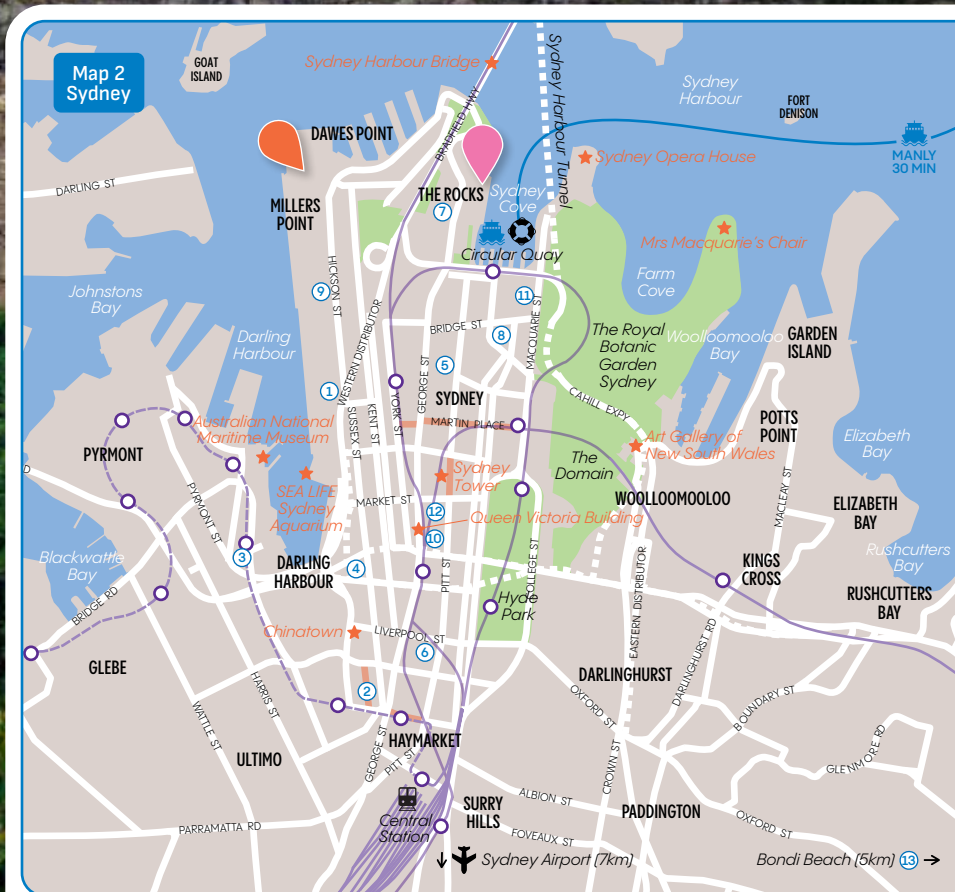 Map 2
Sydney
GOAT
ISLAND
Sydney Harbour Bridge
Sydney Harbour Tunnel
Sydney
Harbour
FORT
DENISON
MANLY
30 MIN
DAWES POINT
BRADFIELD HWY
Sydney Opera House
DARLING ST
MILLERS
POINT
THE ROCKS
7
Sydney
Cove
Circular Quay
Mrs Macquarie's Chair
Farm
Cove
Johnstons
Bay
HICKSON ST
9
11
MACQUARIE ST
Darling
Harbour
WESTERN DISTRIBUTOR
BRIDGE ST
8
The Royal
Botanic
Garden
Sydney
Woolloomooloo
Bay
GARDEN
ISLAND
1
SUSSEX ST
KENT ST
YORK ST
GEORGE ST
5
SYDNEY
MARTIN PLACE
CAHILL EXPY
POTTS
POINT
Elizabeth
Bay
Australian National
Maritime Museum
PYRMONT
SEA LIFE
Sydney
Aquarium
Sydney
Tower
The
Domain
Art Gallery of
New South Wales
WOOLLOOMOOLOO
MACLEAY ST
ELIZABETH
BAY
D
PYRMONT ST
MARKET ST
12
10
Queen Victoria Building
Blackwattle
Bay
3
DARLING
HARBOUR
4
PITT ST
COLLEGE ST
Hyde
Park
EASTERN DISTRIBUTOR
KINGS
CROSS
Rushcutters
Bay
RUSHCUTTERS
BAY
BRIDGE RD
Chinatown
LIVERPOOL ST
6
GLEBE
HARRIS ST
WATTLE ST
2
DARLINGHURST
DARLINGHURST RD
OXFORD ST
BOUNDARY ST
GLENMORE RD
ULTIMO
GEORGE ST
PITT ST
HAYMARKET
CROWN ST
Central
Station
SURRY
HILLS
ALBION ST
PADDINGTON
OXFORD ST
PARRAMATTA RD
FOVEAUX ST
Sydney Airport (7km)
Bondi Beach (5km) 13